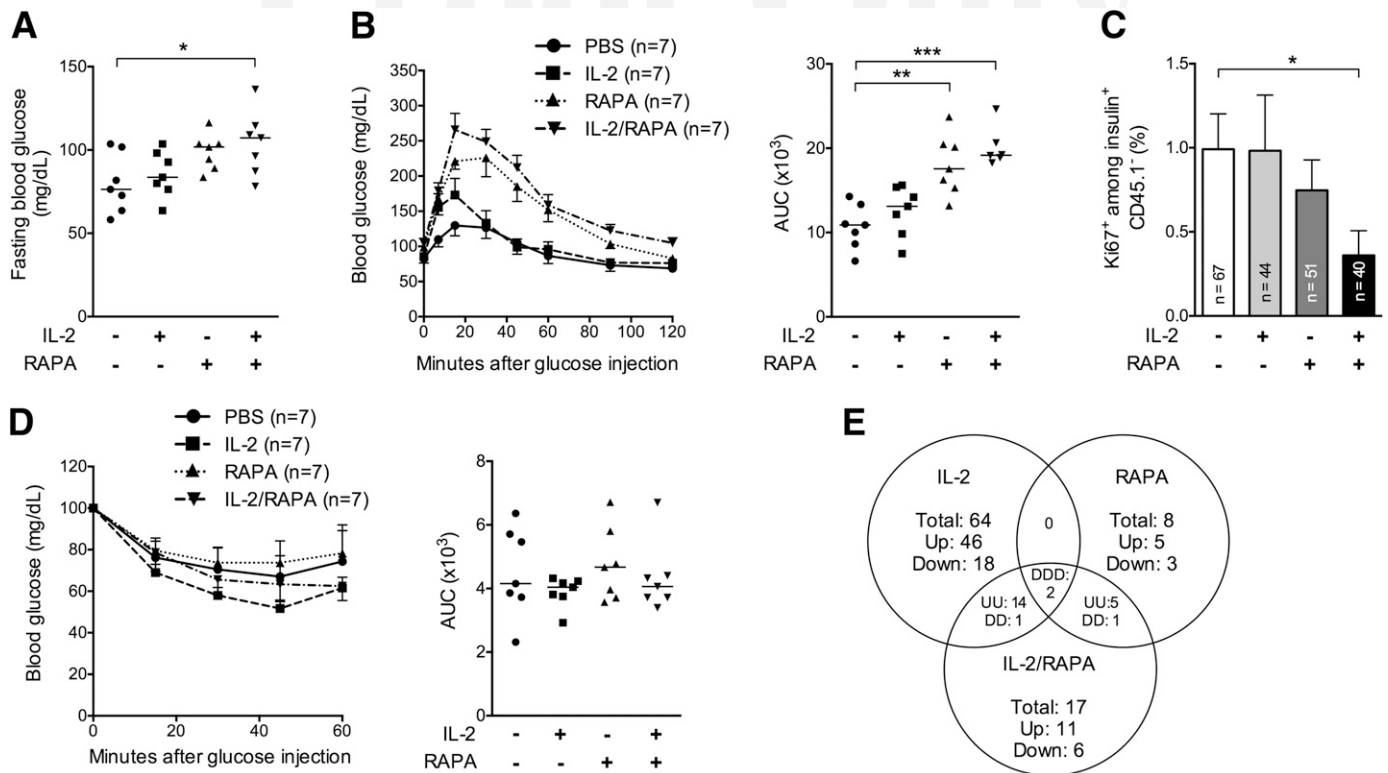 A
*
150
100
50
0
Fasting blood glucose
(mg/dL)
IL-2 - + - +
RAPA - - + +
B
PBS (n=7)
IL-2 (n=7)
RAPA (n=7)
IL-2/RAPA (n=7)
350
300
250
200
150
100
50
0
Blood glucose (mg/dL)
0 20 40 60 80 100 120
Minutes after glucose injection
***
**
30
20
10
0
AUC (x10³)
IL-2 - + - +
RAPA - - + +
C
*
1.5
1.0
0.5
0.0
Ki67⁺ among insulin⁺
CD45.1⁻ (%)
n = 67 n = 44 n = 51 n = 40
IL-2 - + - +
RAPA - - + +
D
PBS (n=7)
IL-2 (n=7)
RAPA (n=7)
IL-2/RAPA (n=7)
120
100
80
60
40
20
0
Blood glucose (mg/dL)
0 20 40 60
Minutes after glucose injection
8
6
4
2
0
AUC (x10³)
IL-2 - + - +
RAPA - - + +
E
IL-2
Total: 64
Up: 46
Down: 18
RAPA
Total: 8
Up: 5
Down: 3
0
DDD:
2
UU: 14
DD: 1
UU:5
DD: 1
IL-2/RAPA
Total: 17
Up: 11
Down: 6